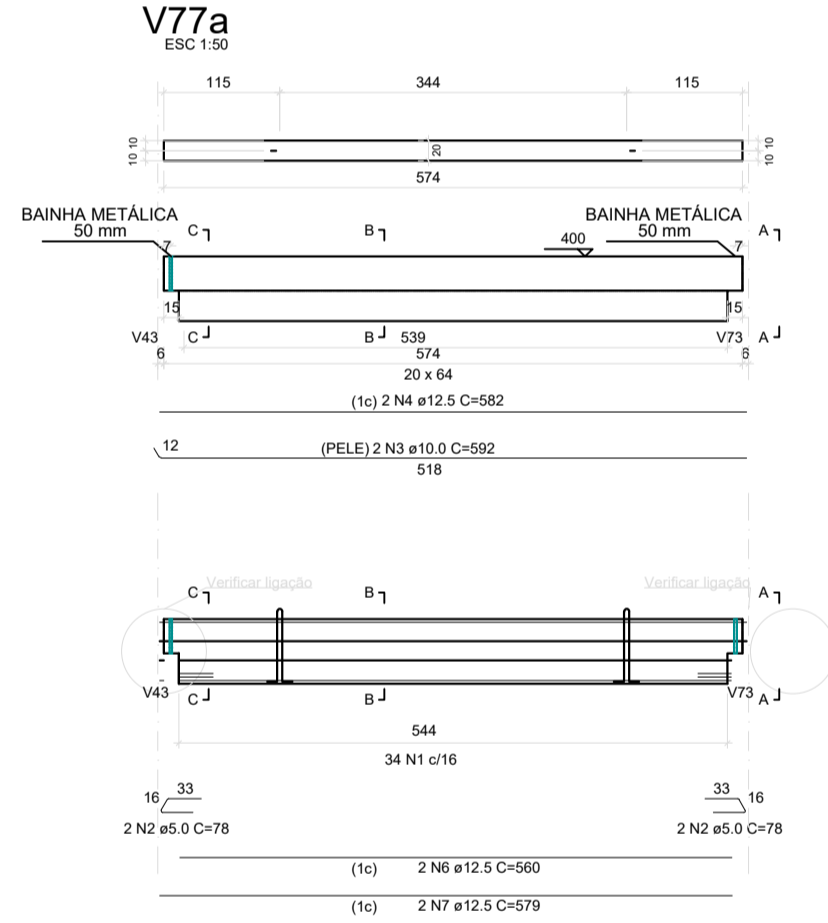 V77a
ESC 1:50
115 344 115
10 10 20 10 10
574
BAINHA METÁLICA BAINHA METÁLICA
50 mm 50 mm
C B 400 A
7 7
15 15
V43 C B 539 V73 A
6 574 6
20 x 64
(1c) 2 N4 ø12.5 C=582
12 (PELE) 2 N3 ø10.0 C=592
518
Verificar ligação Verificar ligação
C B A
V43 C B V73 A
544
34 N1 c/16
16 33 33 16
2 N2 ø5.0 C=78 2 N2 ø5.0 C=78
(1c) 2 N6 ø12.5 C=560
(1c) 2 N7 ø12.5 C=579